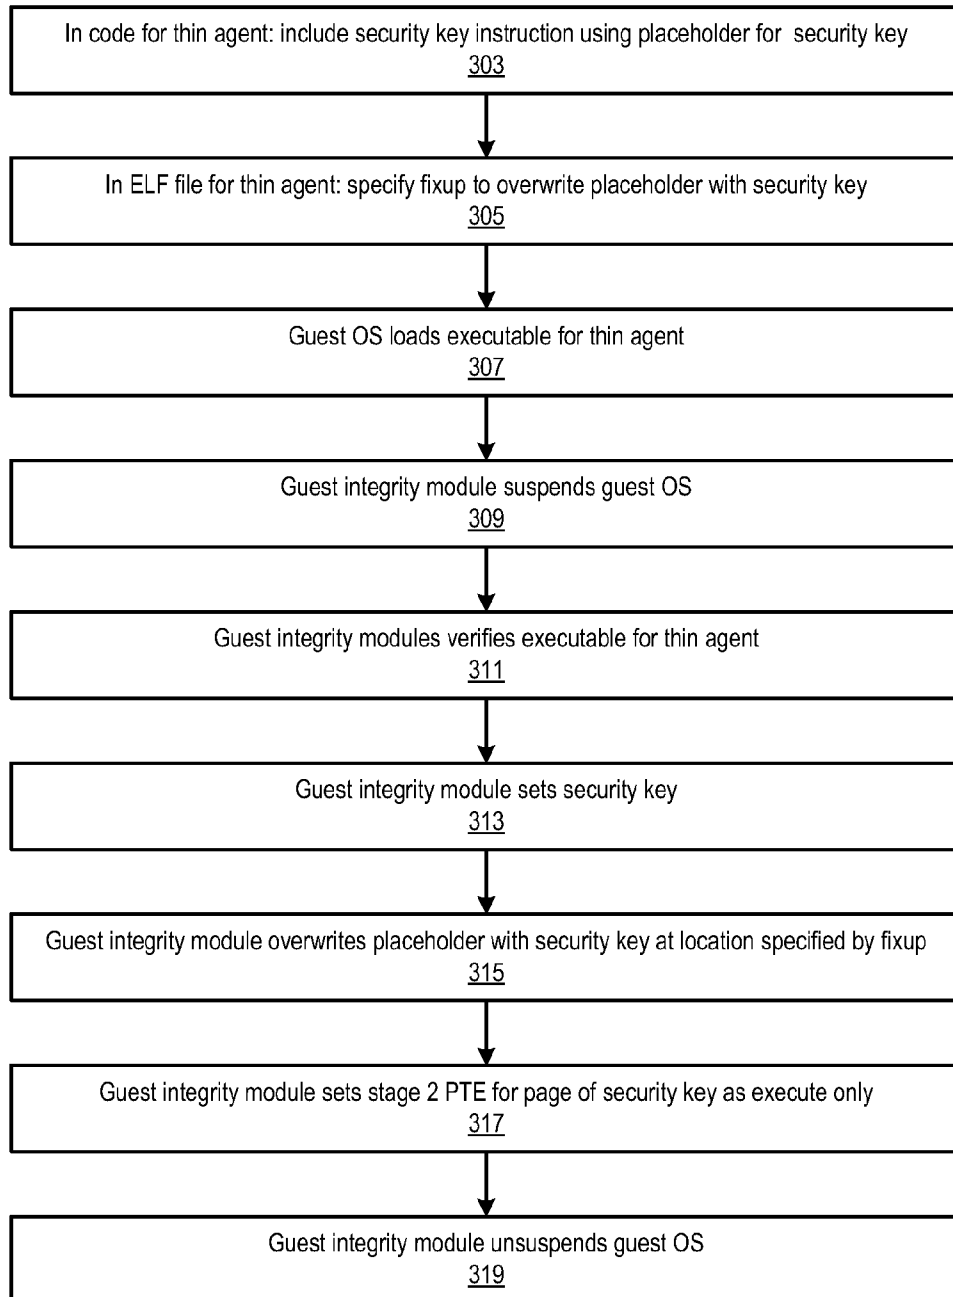 In code for thin agent: include security key instruction using placeholder for security key
303
In ELF file for thin agent: specify fixup to overwrite placeholder with security key
305
Guest OS loads executable for thin agent
307
Guest integrity module suspends guest OS
309
Guest integrity modules verifies executable for thin agent
311
Guest integrity module sets security key
313
Guest integrity module overwrites placeholder with security key at location specified by fixup
315
Guest integrity module sets stage 2 PTE for page of security key as execute only
317
Guest integrity module unsuspends guest OS
319